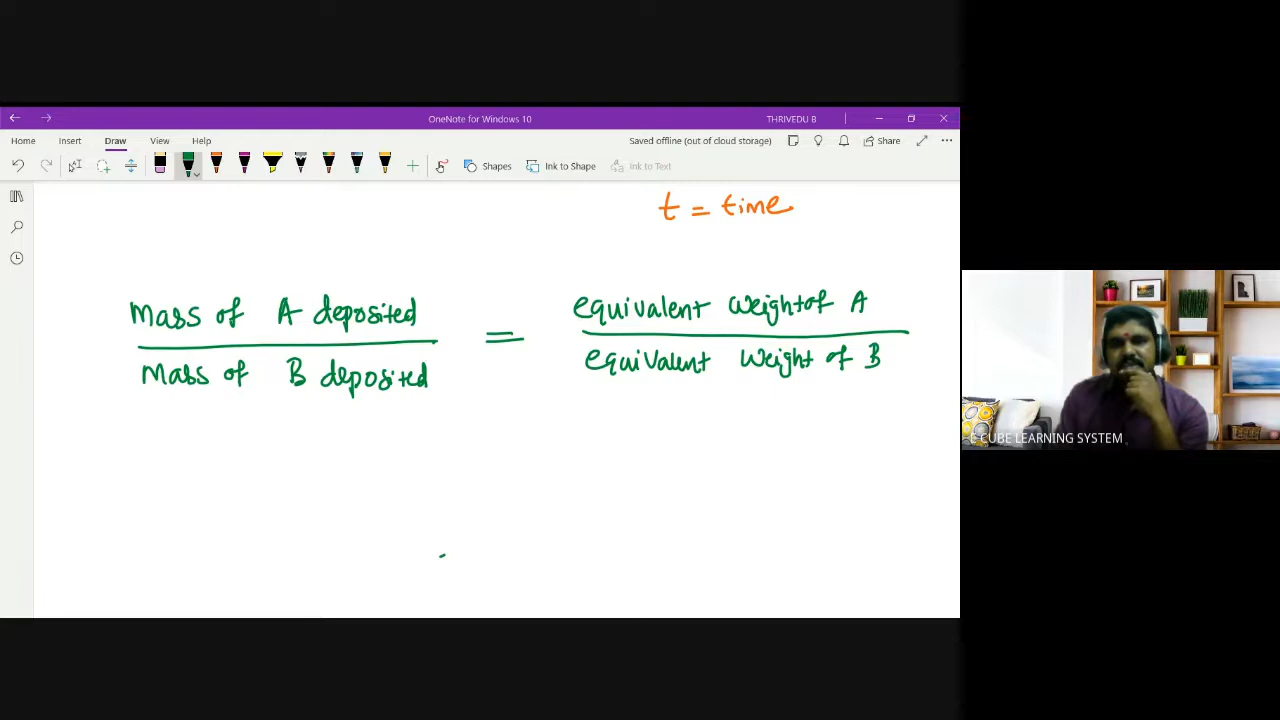 OneNote for Windows 10
THRIVEDU B
Home Insert Draw View Help
Saved offline (out of cloud storage)
Share
Shapes
Ink to Shape
Ink to Text
t = time
Mass of A deposited
Mass of B deposited
=
equivalent weight of A
equivalent weight of B
E CUBE LEARNING SYSTEM